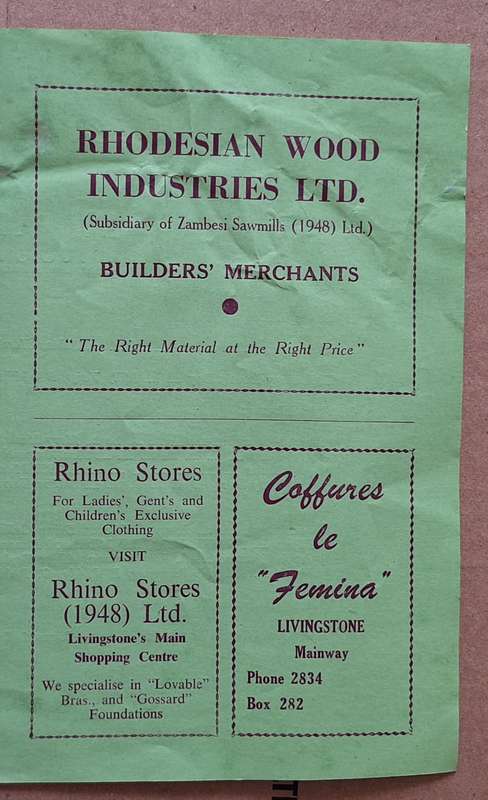 RHODESIAN WOOD
INDUSTRIES LTD.
(Subsidiary of Zambesi Sawmills (1948) Ltd.)
BUILDERS' MERCHANTS
"The Right Material at the Right Price"
Rhino Stores
For Ladies', Gent's and
Children's Exclusive
Clothing
VISIT
Rhino Stores
(1948) Ltd.
Livingstone's Main
Shopping Centre
We specialise in "Lovable"
Bras., and "Gossard"
Foundations
Coffures
le
"Femina"
LIVINGSTONE
Mainway
Phone 2834
Box 282